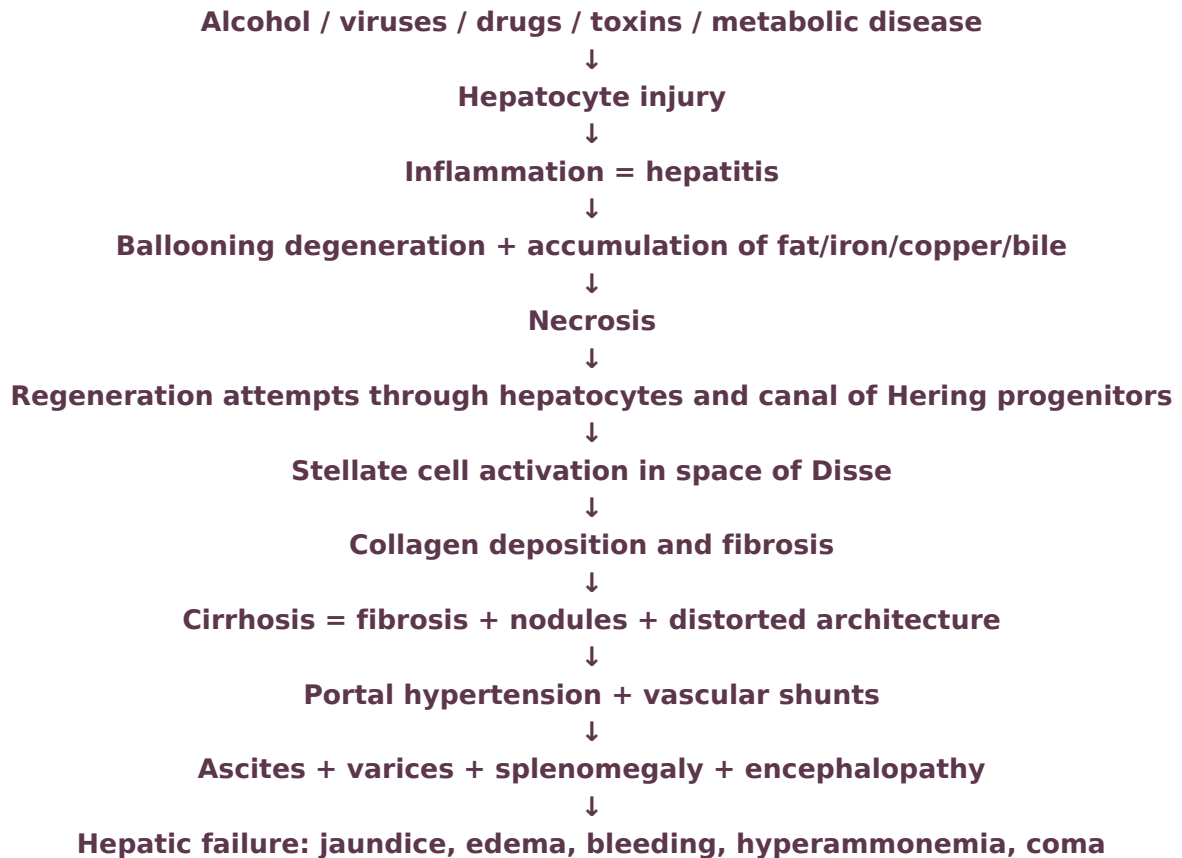 Alcohol / viruses / drugs / toxins / metabolic disease
↓
Hepatocyte injury
↓
Inflammation = hepatitis
↓
Ballooning degeneration + accumulation of fat/iron/copper/bile
↓
Necrosis
↓
Regeneration attempts through hepatocytes and canal of Hering progenitors
↓
Stellate cell activation in space of Disse
↓
Collagen deposition and fibrosis
↓
Cirrhosis = fibrosis + nodules + distorted architecture
↓
Portal hypertension + vascular shunts
↓
Ascites + varices + splenomegaly + encephalopathy
↓
Hepatic failure: jaundice, edema, bleeding, hyperammonemia, coma